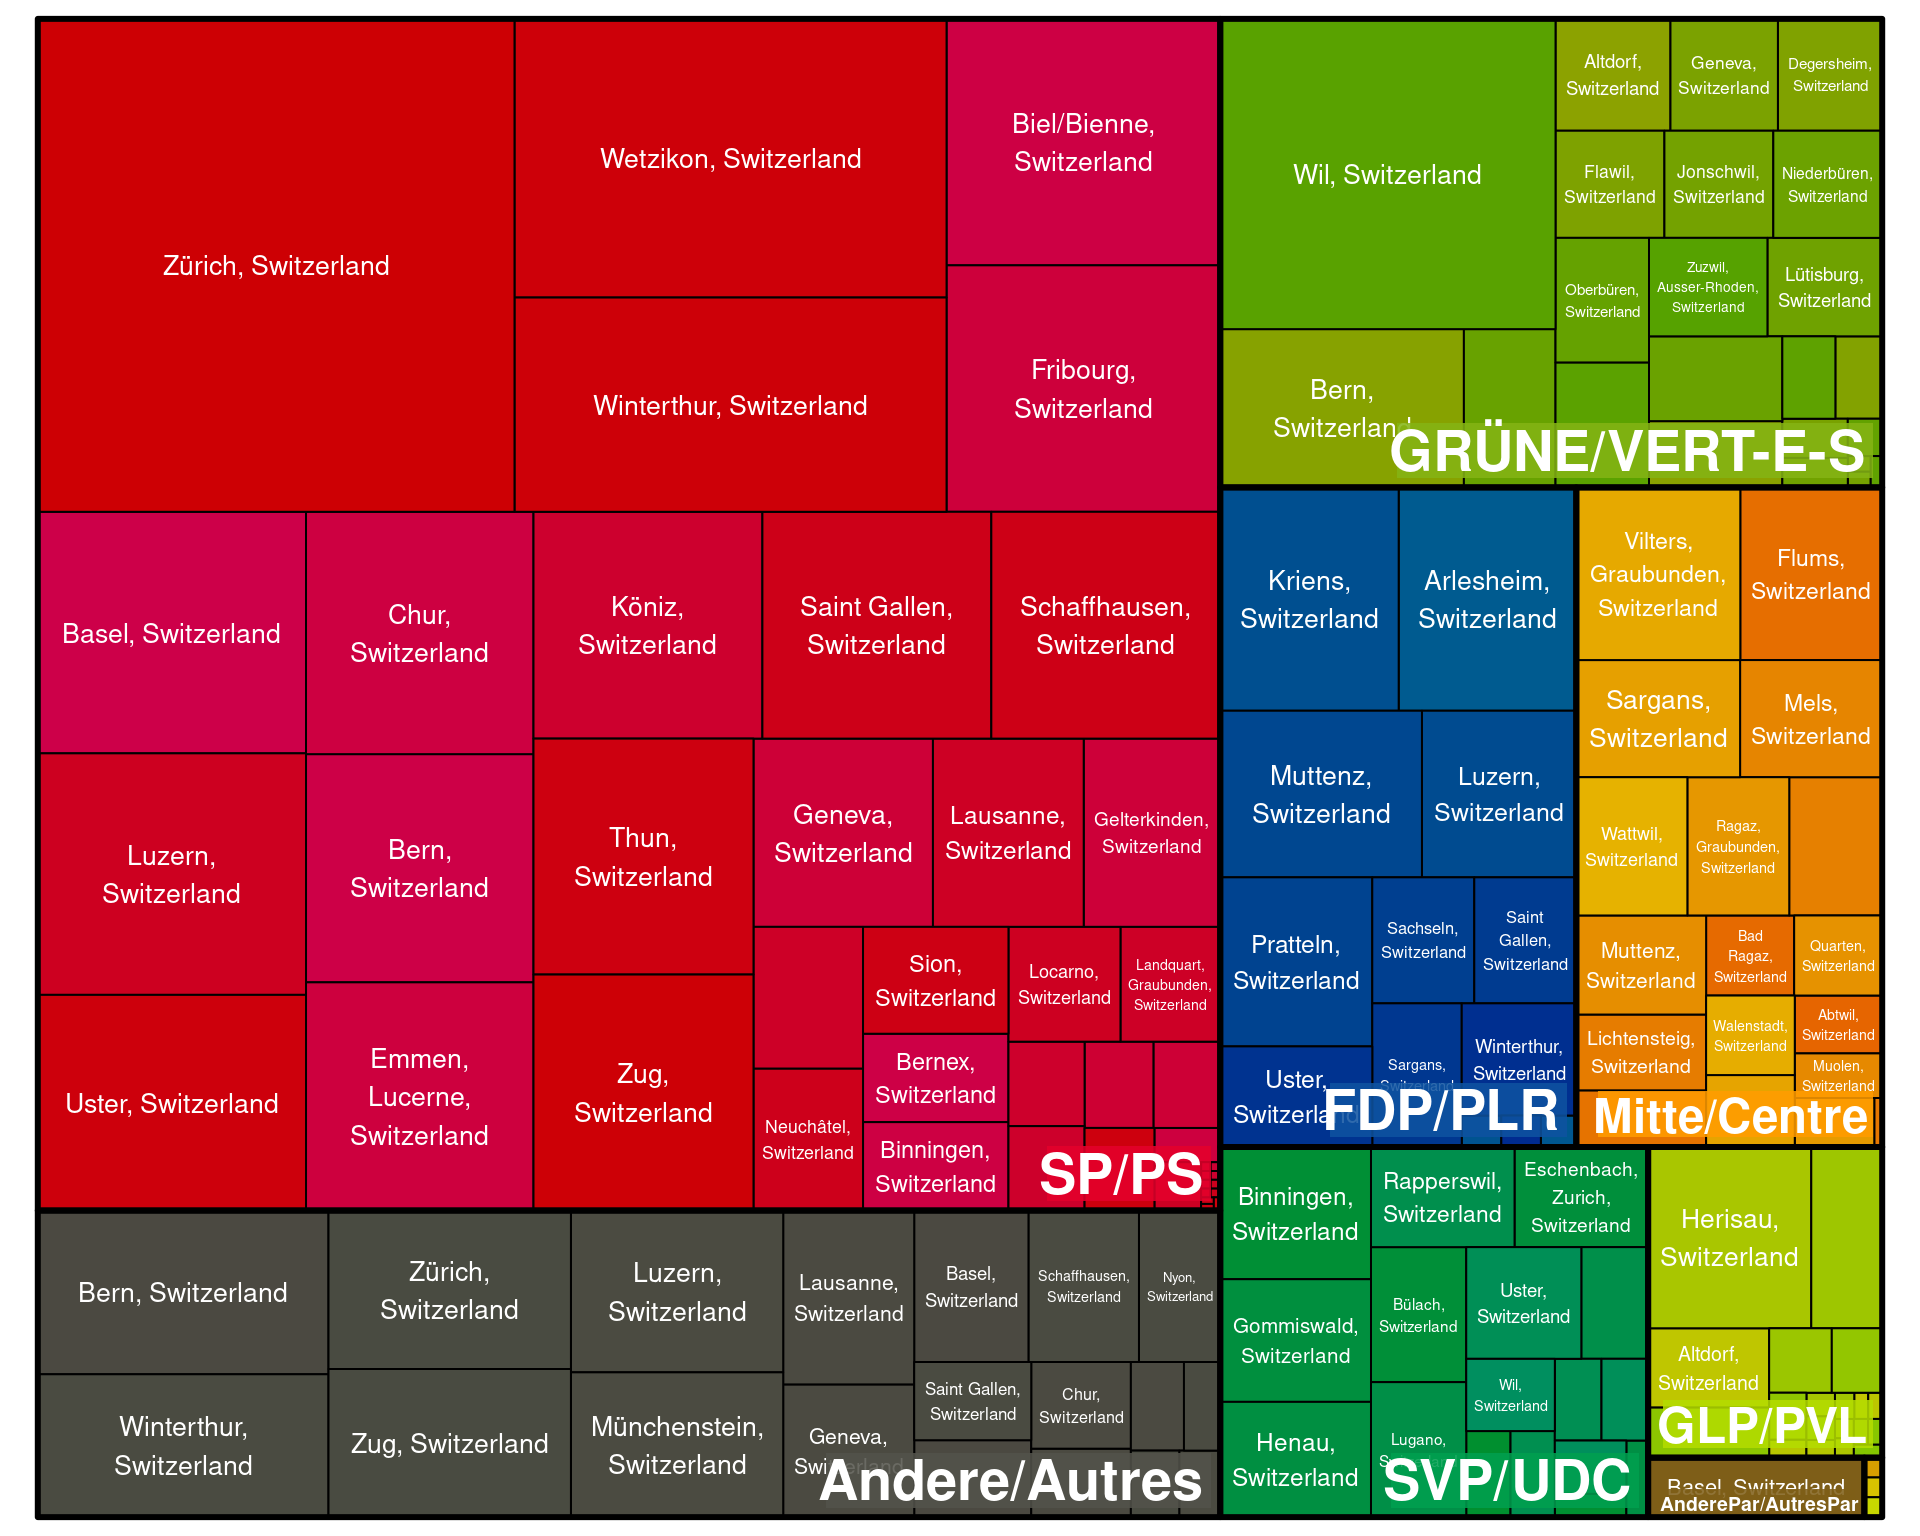 Zürich, Switzerland
Wetzikon, Switzerland
Winterthur, Switzerland
Biel/Bienne,
Switzerland
Fribourg,
Switzerland
Basel, Switzerland
Chur,
Switzerland
Köniz,
Switzerland
Saint Gallen,
Switzerland
Schaffhausen,
Switzerland
Luzern,
Switzerland
Bern,
Switzerland
Thun,
Switzerland
Geneva,
Switzerland
Lausanne,
Switzerland
Gelterkinden,
Switzerland
Uster, Switzerland
Emmen,
Lucerne,
Switzerland
Zug,
Switzerland
Sion,
Switzerland
Locarno,
Switzerland
Landquart,
Graubunden,
Switzerland
Bernex,
Switzerland
Neuchâtel,
Switzerland
Binningen,
Switzerland
SP/PS
Wil, Switzerland
Altdorf,
Switzerland
Geneva,
Switzerland
Degersheim,
Switzerland
Flawil,
Switzerland
Jonschwil,
Switzerland
Niederbüren,
Switzerland
Oberbüren,
Switzerland
Zuzwil,
Ausser-Rhoden,
Switzerland
Lütisburg,
Switzerland
Bern,
Switzerland
GRÜNE/VERT-E-S
Kriens,
Switzerland
Arlesheim,
Switzerland
Muttenz,
Switzerland
Luzern,
Switzerland
Pratteln,
Switzerland
Sachseln,
Switzerland
Saint
Gallen,
Switzerland
Uster,
Switzerland
Sargans,
Switzerland
Winterthur,
Switzerland
FDP/PLR
Vilters,
Graubunden,
Switzerland
Flums,
Switzerland
Sargans,
Switzerland
Mels,
Switzerland
Wattwil,
Switzerland
Ragaz,
Graubunden,
Switzerland
Muttenz,
Switzerland
Bad
Ragaz,
Switzerland
Quarten,
Switzerland
Lichtensteig,
Switzerland
Walenstadt,
Switzerland
Abtwil,
Switzerland
Muolen,
Switzerland
Mitte/Centre
Bern, Switzerland
Zürich,
Switzerland
Luzern,
Switzerland
Lausanne,
Switzerland
Basel,
Switzerland
Schaffhausen,
Switzerland
Nyon,
Switzerland
Winterthur,
Switzerland
Zug, Switzerland
Münchenstein,
Switzerland
Geneva,
Switzerland
Saint Gallen,
Switzerland
Chur,
Switzerland
Andere/Autres
Binningen,
Switzerland
Rapperswil,
Switzerland
Eschenbach,
Zurich,
Switzerland
Gommiswald,
Switzerland
Bülach,
Switzerland
Uster,
Switzerland
Henau,
Switzerland
Lugano,
Wil,
Switzerland
SVP/UDC
Herisau,
Switzerland
Altdorf,
Switzerland
GLP/PVL
Basel, Switzerland
AnderePar/AutresPar